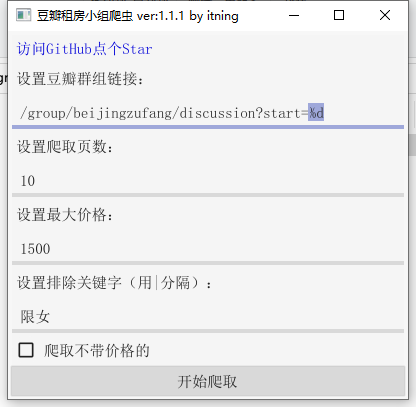 豆瓣租房小组爬虫 ver:1.1.1 by itning
访问GitHub点个Star
设置豆瓣群组链接：
/group/beijingzufang/discussion?start=%d
设置爬取页数：
10
设置最大价格：
1500
设置排除关键字（用|分隔）：
限女
爬取不带价格的
开始爬取